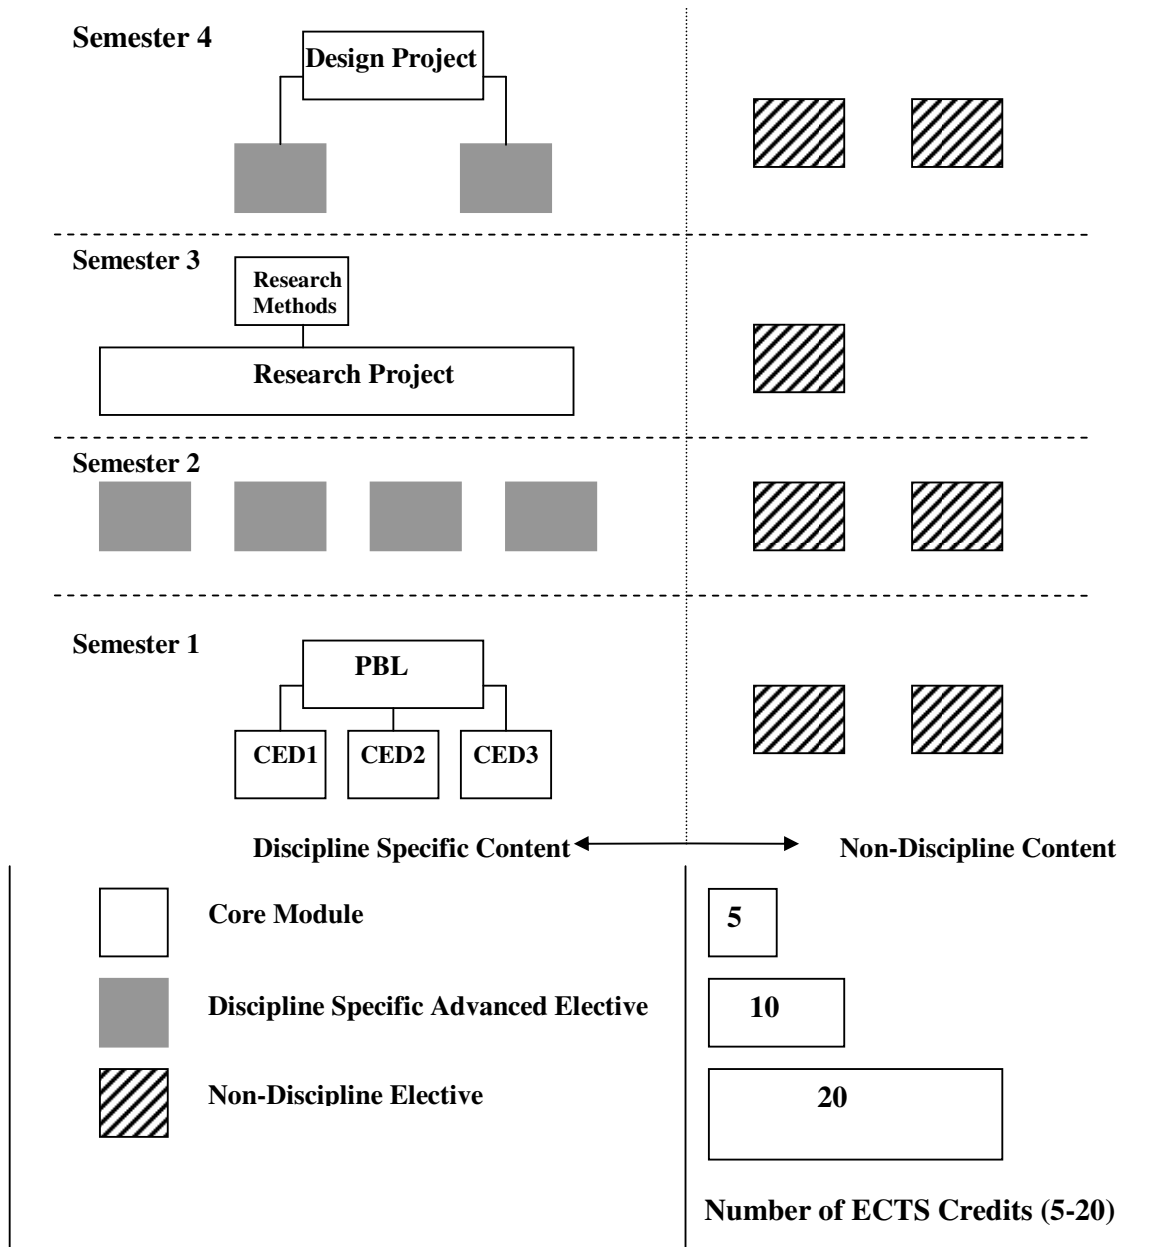 Semester 4
Design Project
Semester 3
Research
Methods
Research Project
Semester 2
Semester 1
PBL
CED1
CED2
CED3
Discipline Specific Content
Non-Discipline Content
Core Module
5
Discipline Specific Advanced Elective
10
Non-Discipline Elective
20
Number of ECTS Credits (5-20)